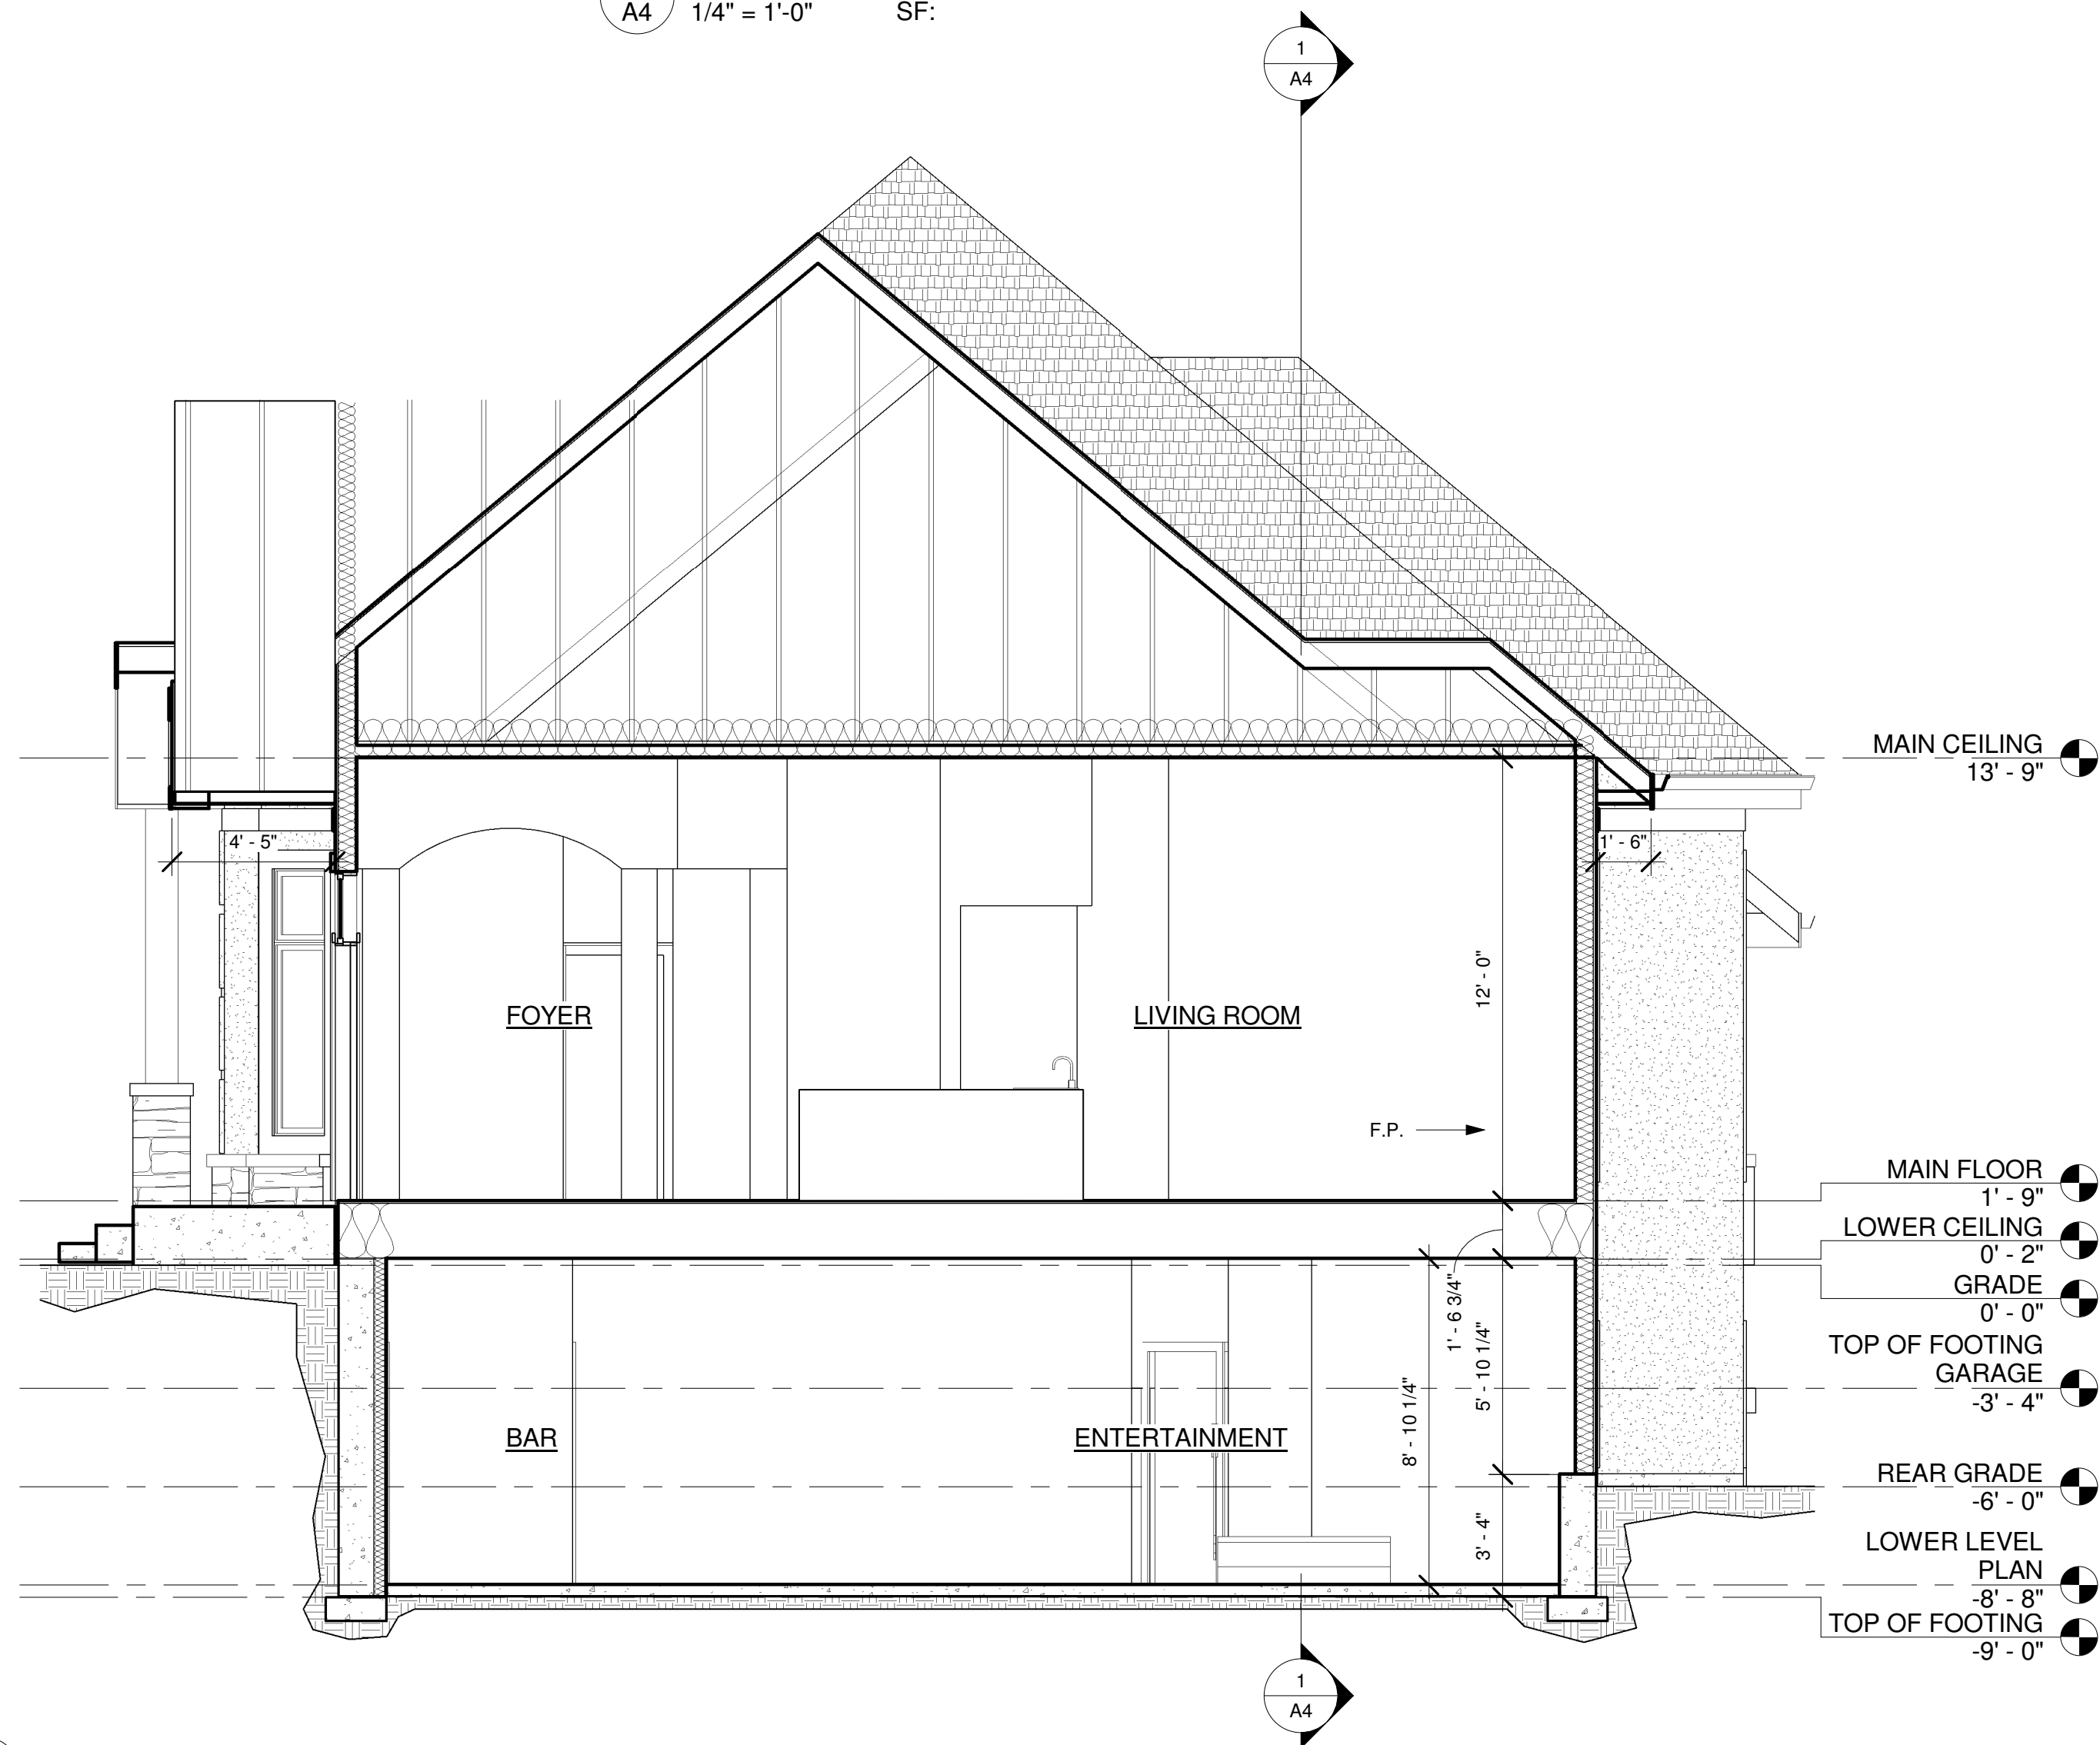 A4
1/4" = 1'-0"
SF:
1
A4
MAIN CEILING
13' - 9"
4' - 5"
1' - 6"
12' - 0"
FOYER
LIVING ROOM
F.P.
MAIN FLOOR
1' - 9"
LOWER CEILING
0' - 2"
GRADE
0' - 0"
1' - 6 3/4"
5' - 10 1/4"
8' - 10 1/4"
TOP OF FOOTING
GARAGE
-3' - 4"
BAR
ENTERTAINMENT
REAR GRADE
-6' - 0"
3' - 4"
LOWER LEVEL
PLAN
-8' - 8"
TOP OF FOOTING
-9' - 0"
1
A4